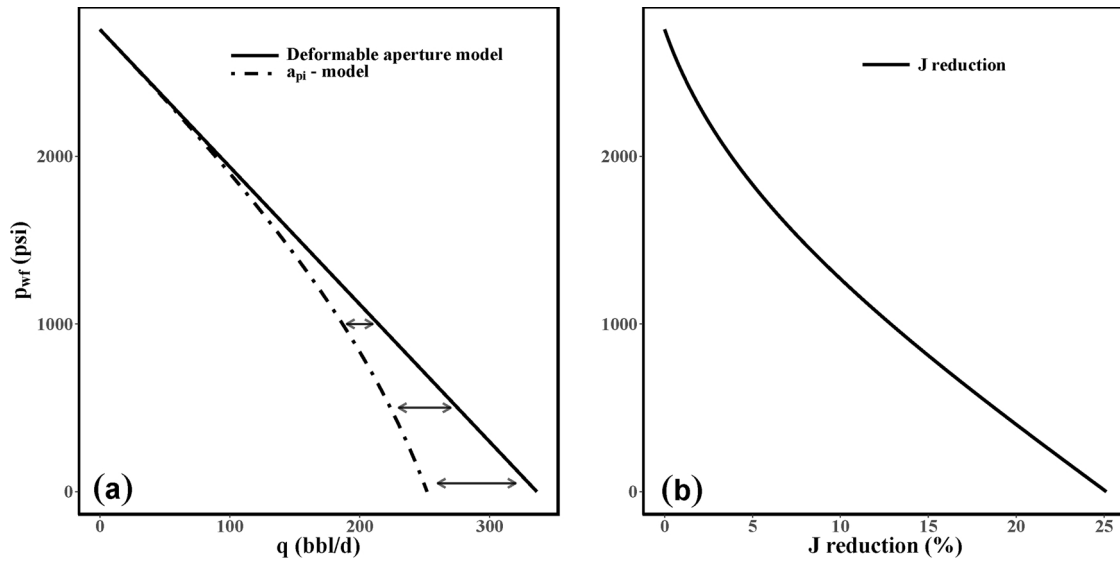 Deformable aperture model
a_pi - model
2000
1000
0
p_wf (psi)
(a)
0 100 200 300
q (bbl/d)
J reduction
2000
1000
0
(b)
0 5 10 15 20 25
J reduction (%)